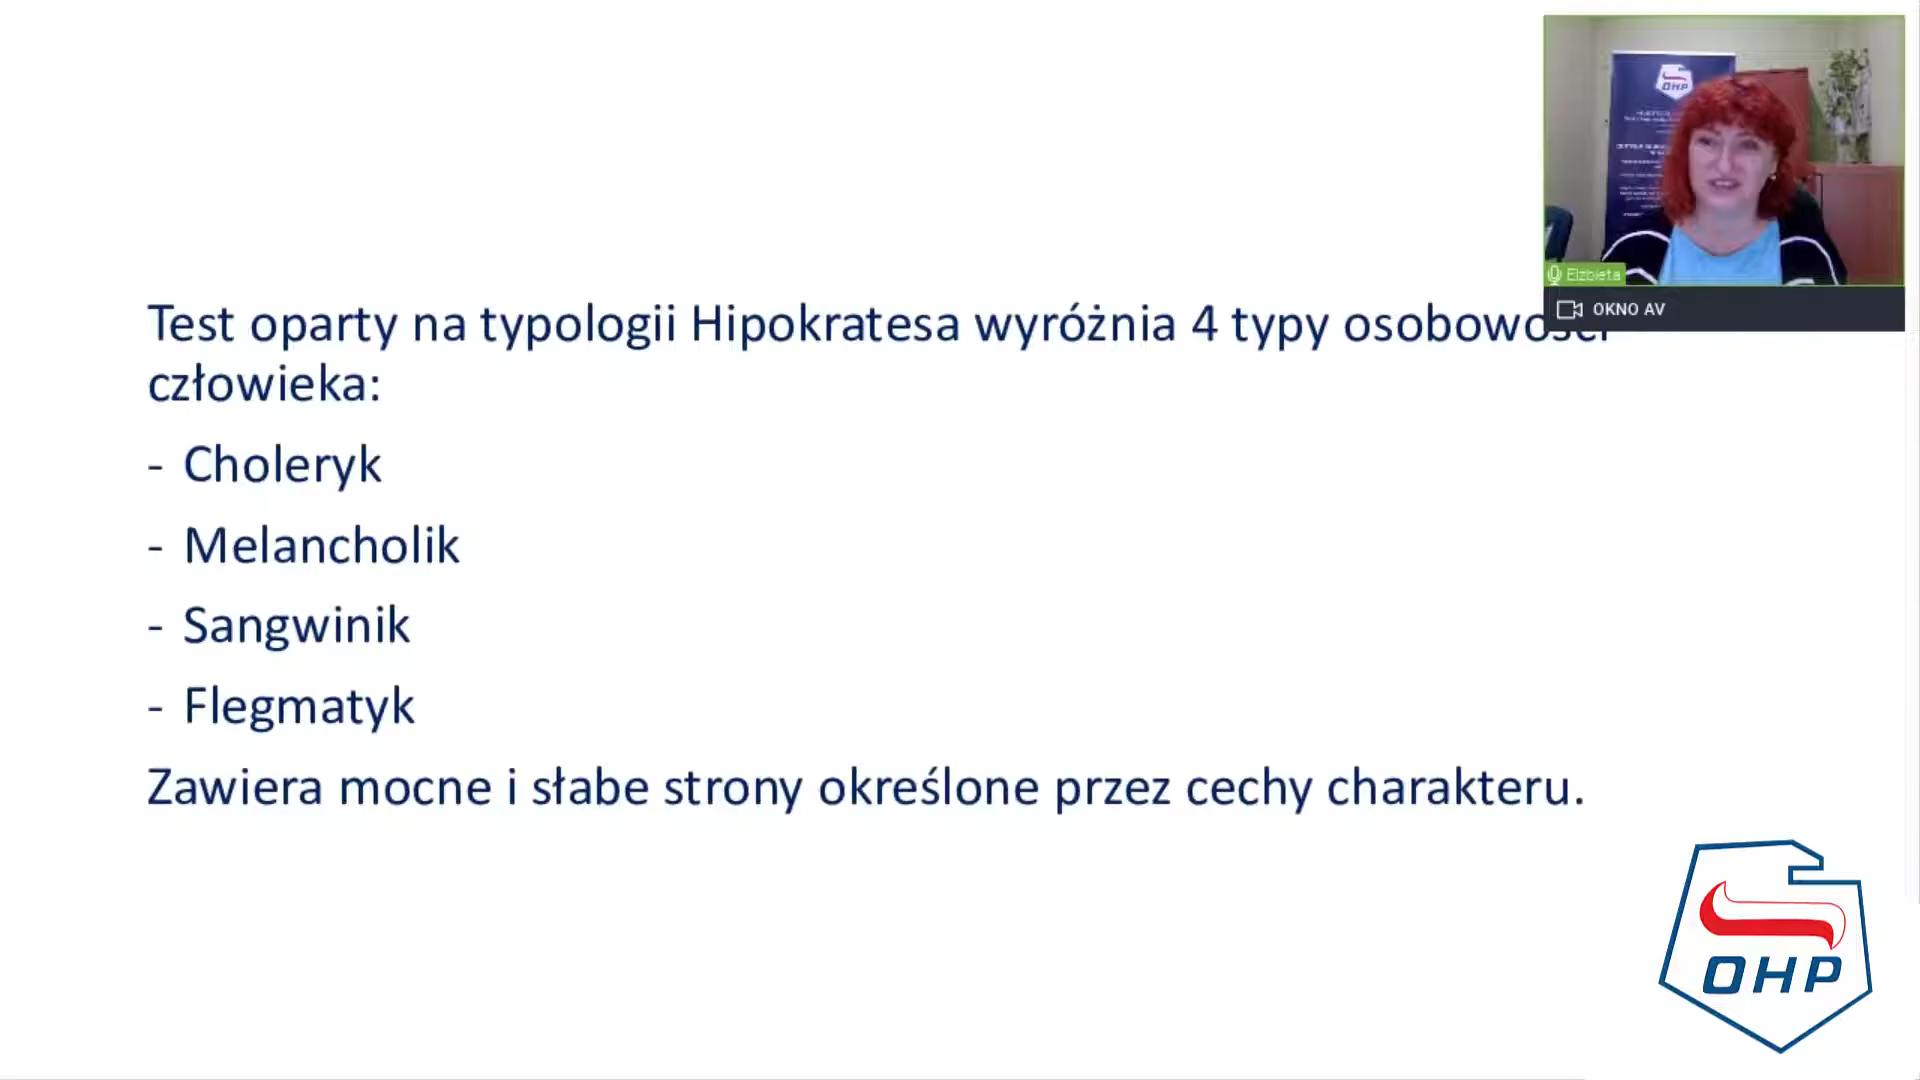 OHP
Elżbieta
OKNO AV
Test oparty na typologii Hipokratesa wyróżnia 4 typy osobowości
człowieka:
- Choleryk
- Melancholik
- Sangwinik
- Flegmatyk
Zawiera mocne i słabe strony określone przez cechy charakteru.
OHP